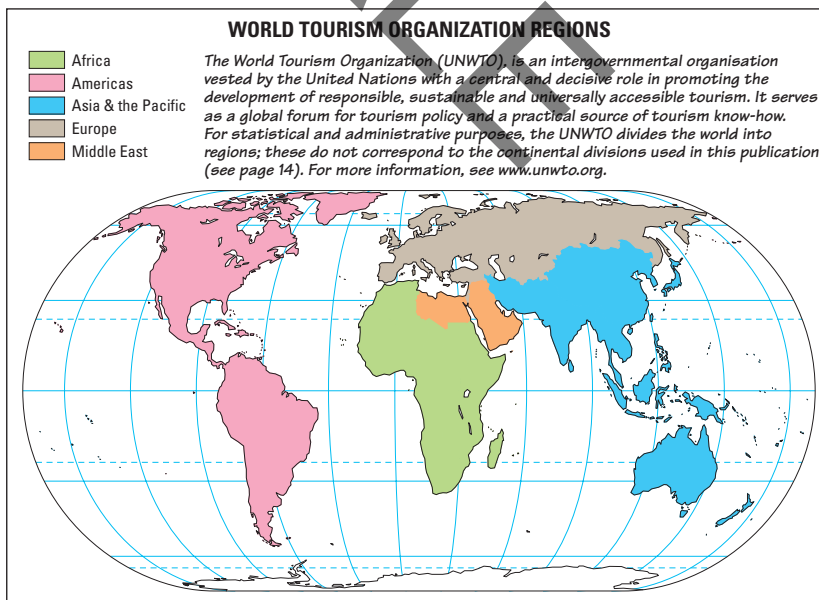 WORLD TOURISM ORGANIZATION REGIONS
Africa
Americas
Asia & the Pacific
Europe
Middle East
The World Tourism Organization (UNWTO), is an intergovernmental organisation
vested by the United Nations with a central and decisive role in promoting the
development of responsible, sustainable and universally accessible tourism. It serves
as a global forum for tourism policy and a practical source of tourism know-how.
For statistical and administrative purposes, the UNWTO divides the world into
regions; these do not correspond to the continental divisions used in this publication
(see page 14). For more information, see www.unwto.org.